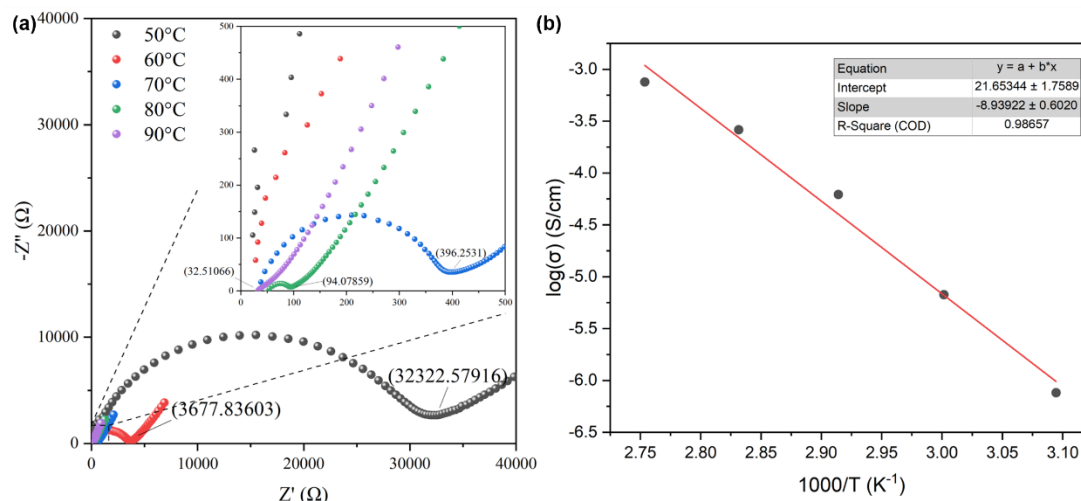 (a)
50°C
60°C
70°C
80°C
90°C
-Z'' (Ω)
40000
30000
20000
10000
0
0
10000
20000
30000
40000
Z' (Ω)
500
400
300
200
100
0
0
100
200
300
400
500
(32.51066)
(94.07859)
(396.2531)
(3677.83603)
(32322.57916)
(b)
log(σ) (S/cm)
-3.0
-3.5
-4.0
-4.5
-5.0
-5.5
-6.0
-6.5
2.75
2.80
2.85
2.90
2.95
3.00
3.05
3.10
1000/T (K⁻¹)
Equation y = a + b*x
Intercept 21.65344 ± 1.7589
Slope -8.93922 ± 0.6020
R-Square (COD) 0.98657